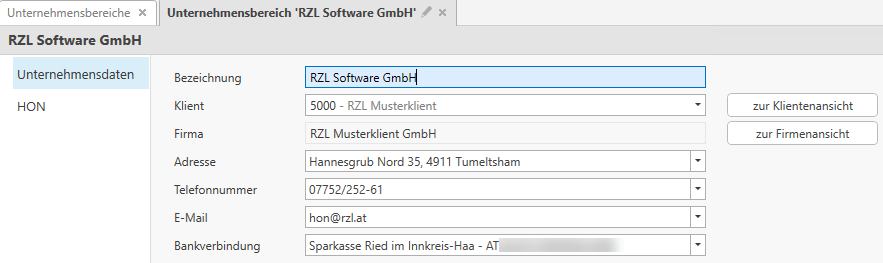 Unternehmensbereiche Unternehmensbereich 'RZL Software GmbH'
RZL Software GmbH
Unternehmensdaten
HON
Bezeichnung RZL Software GmbH
Klient 5000 - RZL Musterklient zur Klientenansicht
Firma RZL Musterklient GmbH zur Firmenansicht
Adresse Hannesgrub Nord 35, 4911 Tumeltsham
Telefonnummer 07752/252-61
E-Mail hon@rzl.at
Bankverbindung Sparkasse Ried im Innkreis-Haa - AT